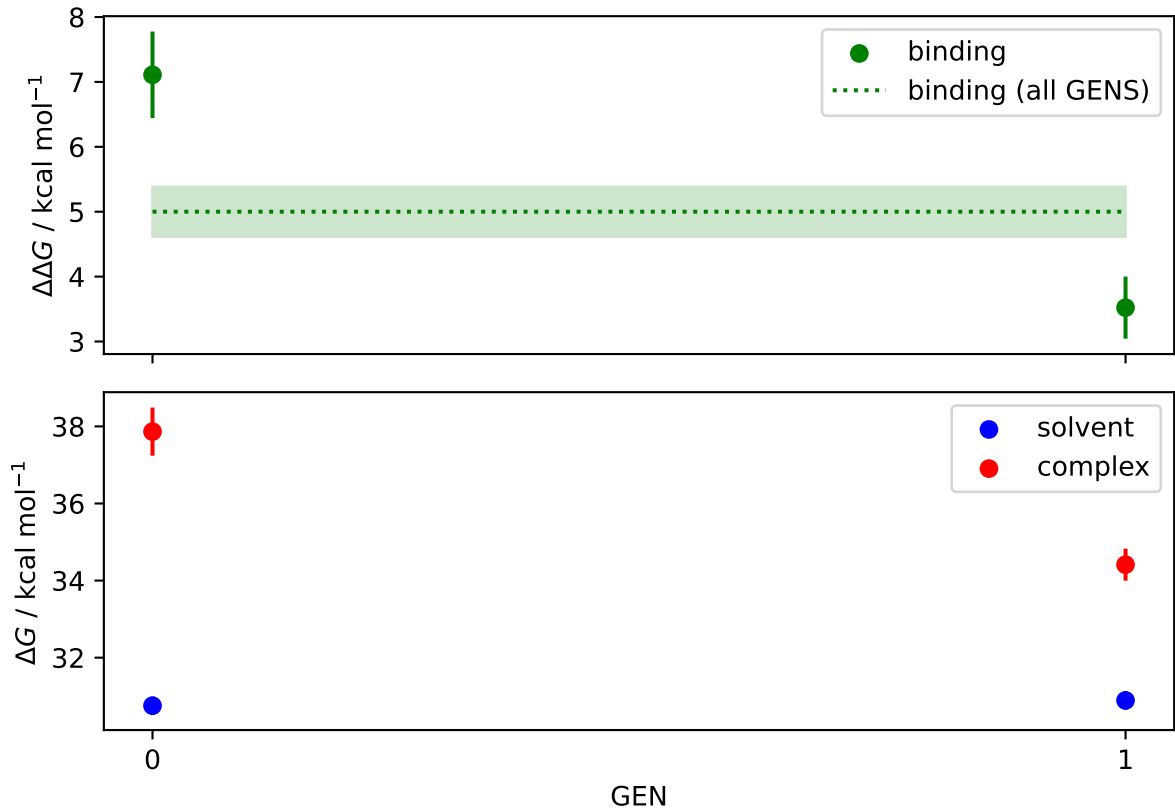 8
7
6
5
4
3
ΔΔG / kcal mol⁻¹
binding
binding (all GENS)
38
36
34
32
ΔG / kcal mol⁻¹
solvent
complex
0
1
GEN